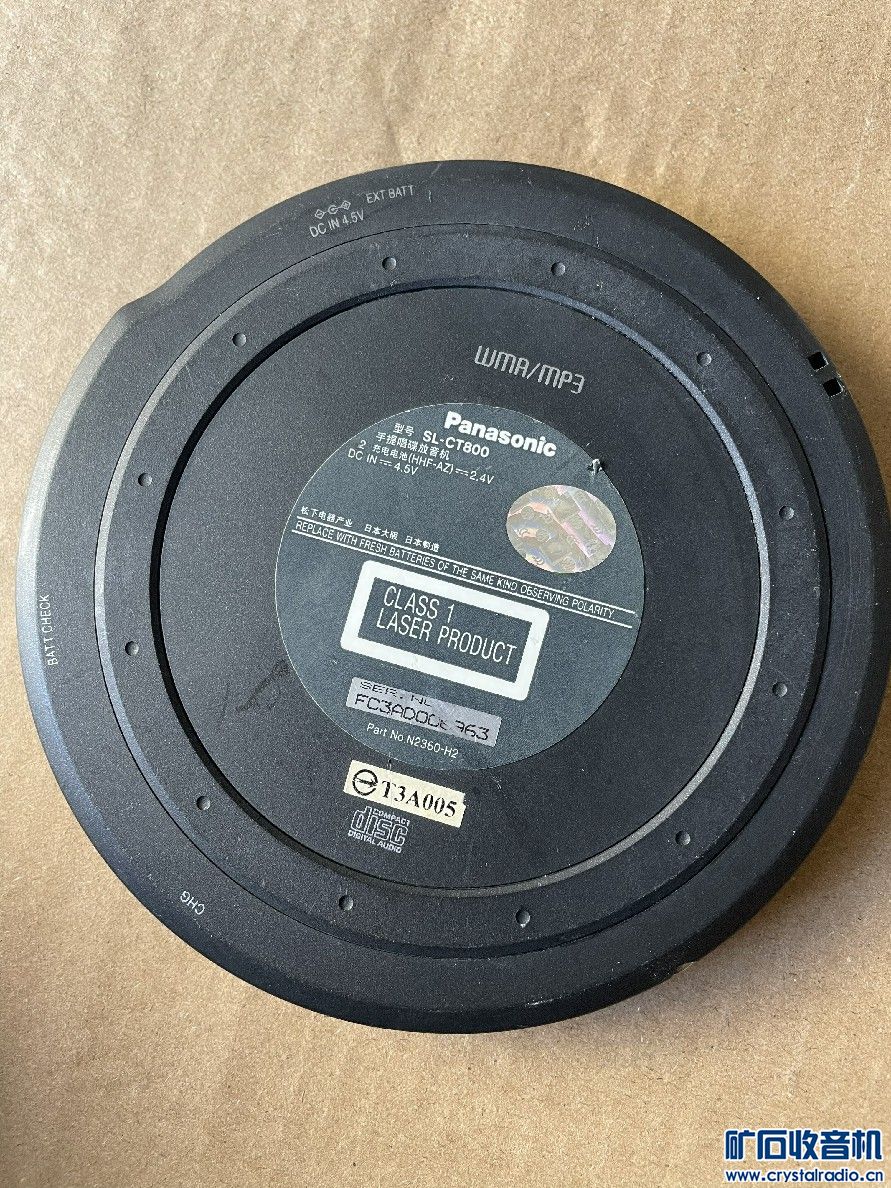 EXT BATT
DC IN 4.5V
WMA/MP3
Panasonic
型号 SL-CT800
手提唱碟放音机
2 充电电池(HHF-AZ)⎓2.4V
DC IN⎓4.5V
松下电器产业 日本大阪 日本制造
REPLACE WITH FRESH BATTERIES OF THE SAME KIND OBSERVING POLARITY
BATT CHECK
CLASS 1
LASER PRODUCT
SER. NO.
Part No.N2360-H2
T3A005
COMPACT
disc
DIGITAL AUDIO
CHG
矿石收音机
www.crystalradio.cn